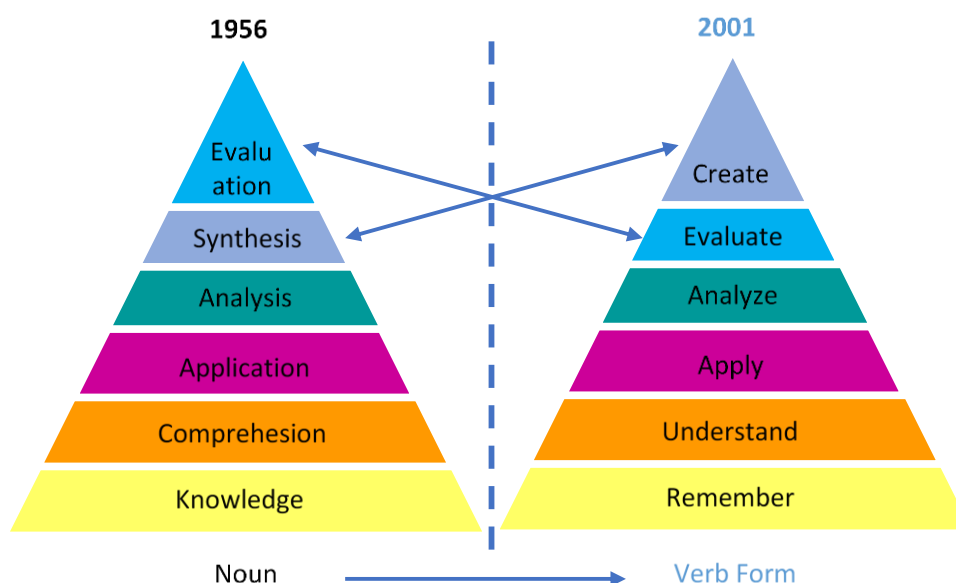 1956
Evalu
ation
Synthesis
Analysis
Application
Comprehesion
Knowledge
Noun
2001
Create
Evaluate
Analyze
Apply
Understand
Remember
Verb Form